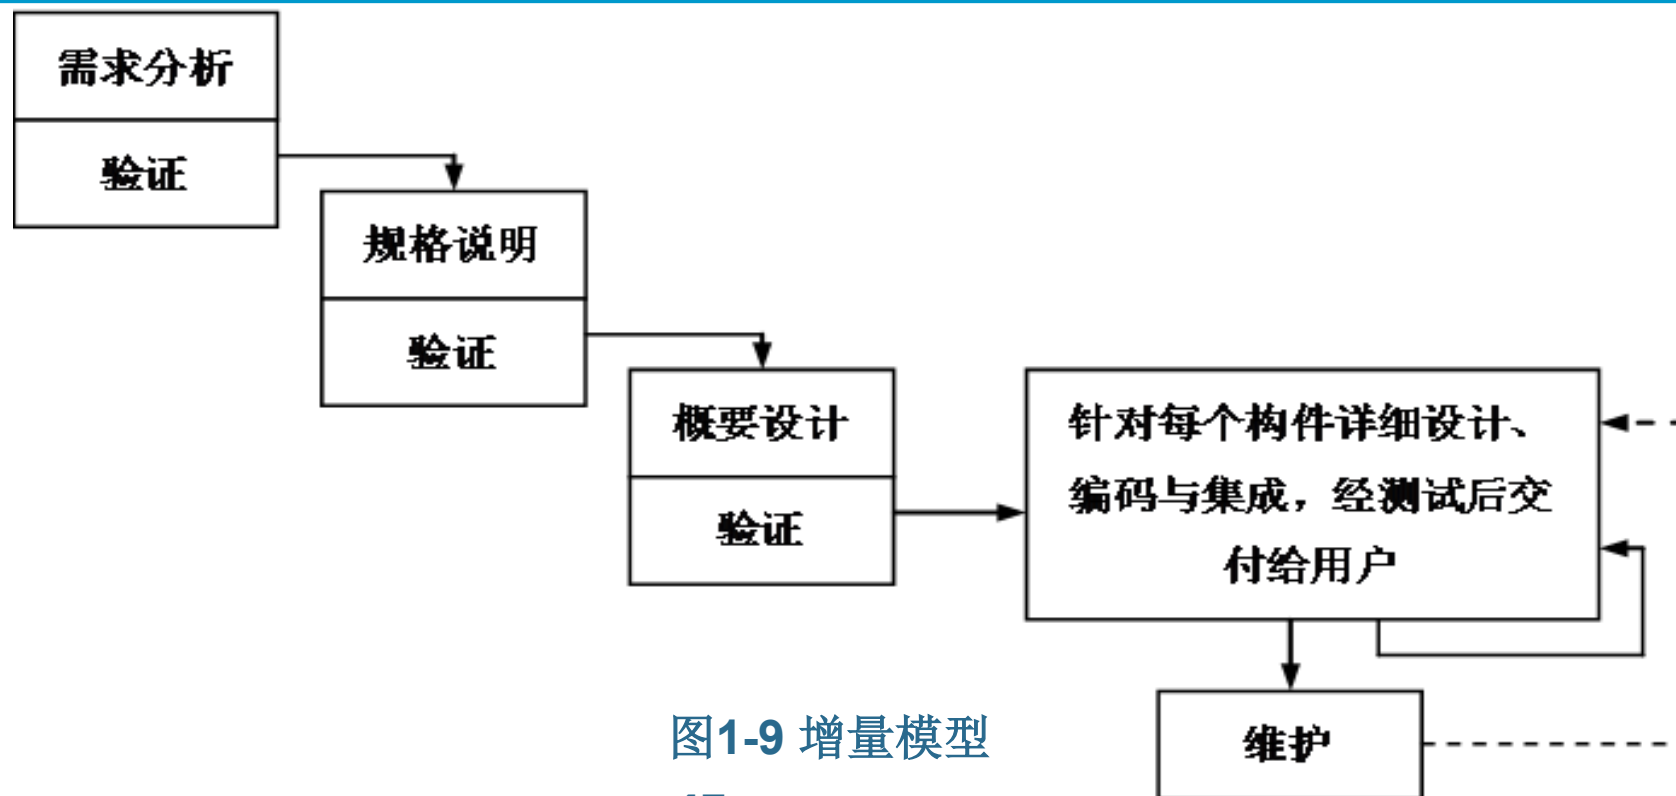 需求分析
验证
规格说明
验证
概要设计
验证
针对每个构件详细设计、
编码与集成，经测试后交
付给用户
维护
图1-9 增量模型